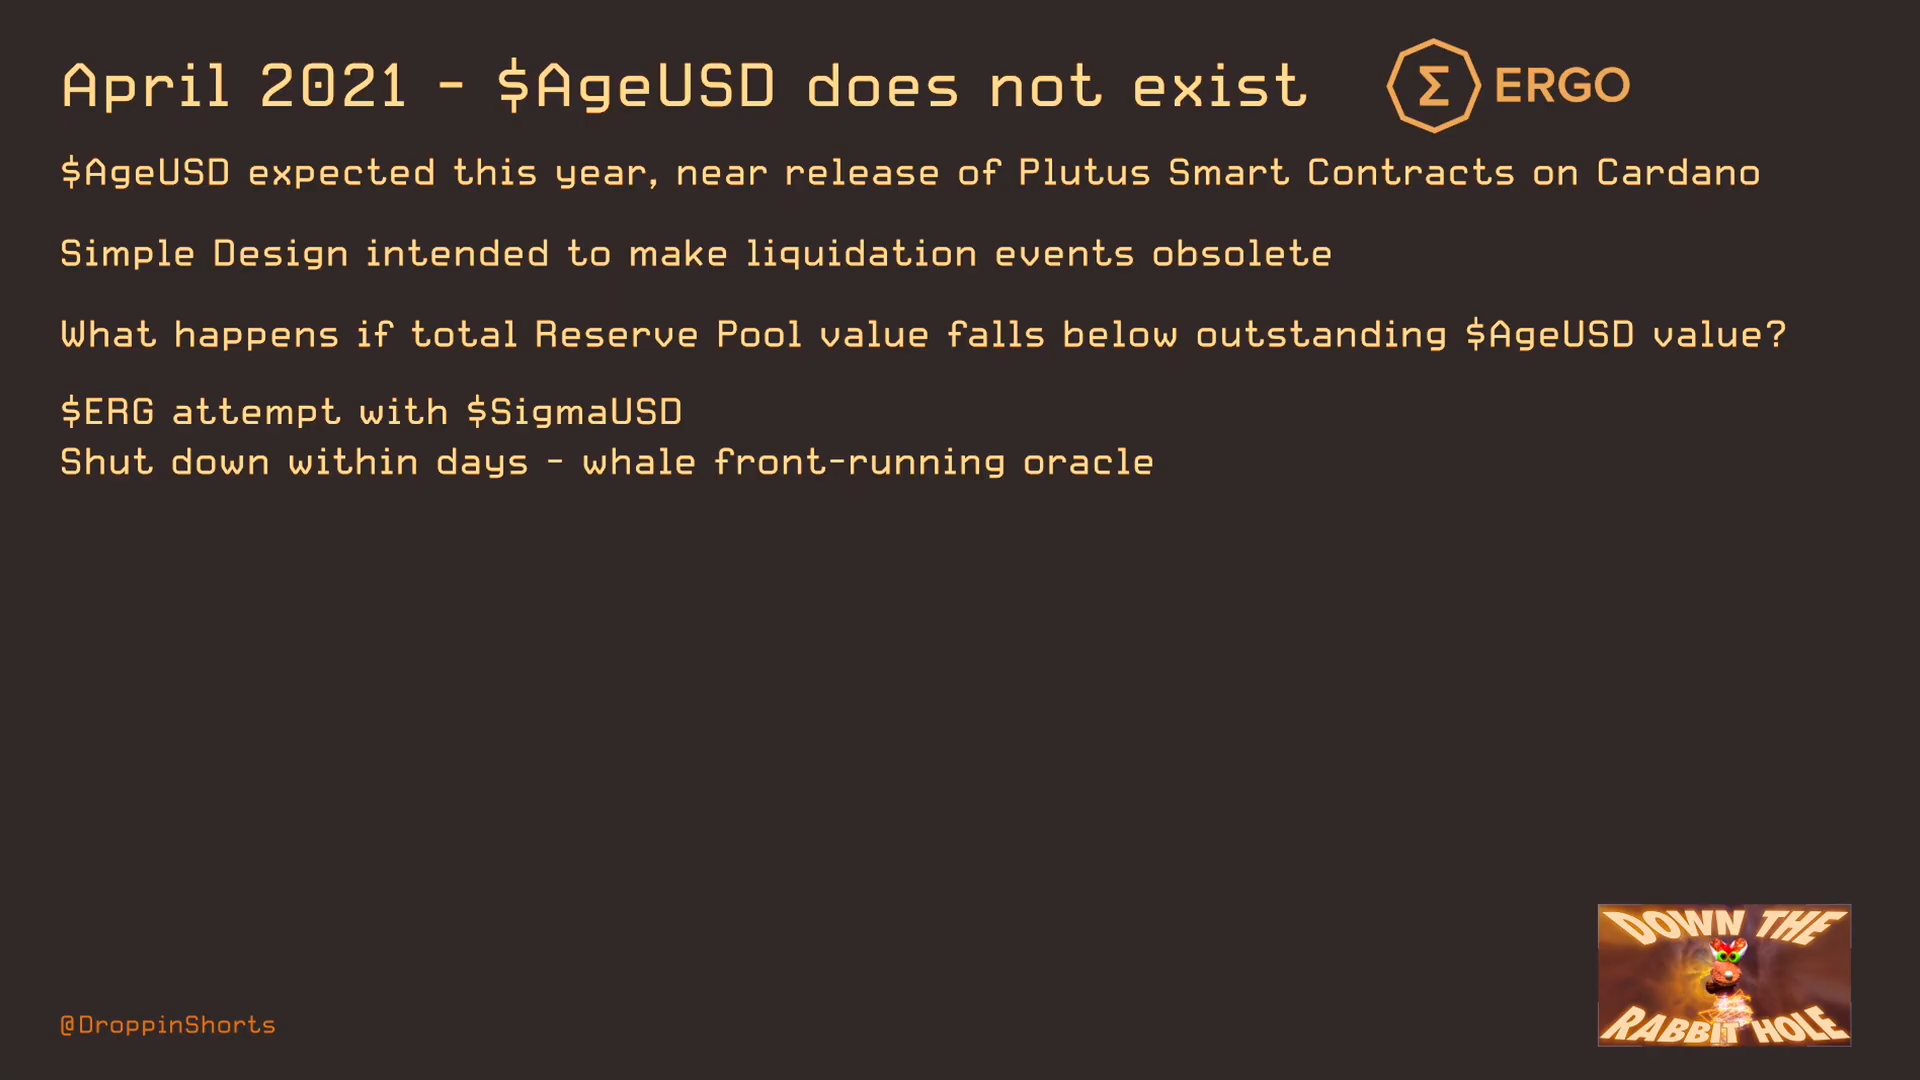 April 2021 - $AgeUSD does not exist
Σ ERGO
$AgeUSD expected this year, near release of Plutus Smart Contracts on Cardano
Simple Design intended to make liquidation events obsolete
What happens if total Reserve Pool value falls below outstanding $AgeUSD value?
$ERG attempt with $SigmaUSD
Shut down within days - whale front-running oracle
DOWN THE
RABBIT HOLE
@DroppinShorts